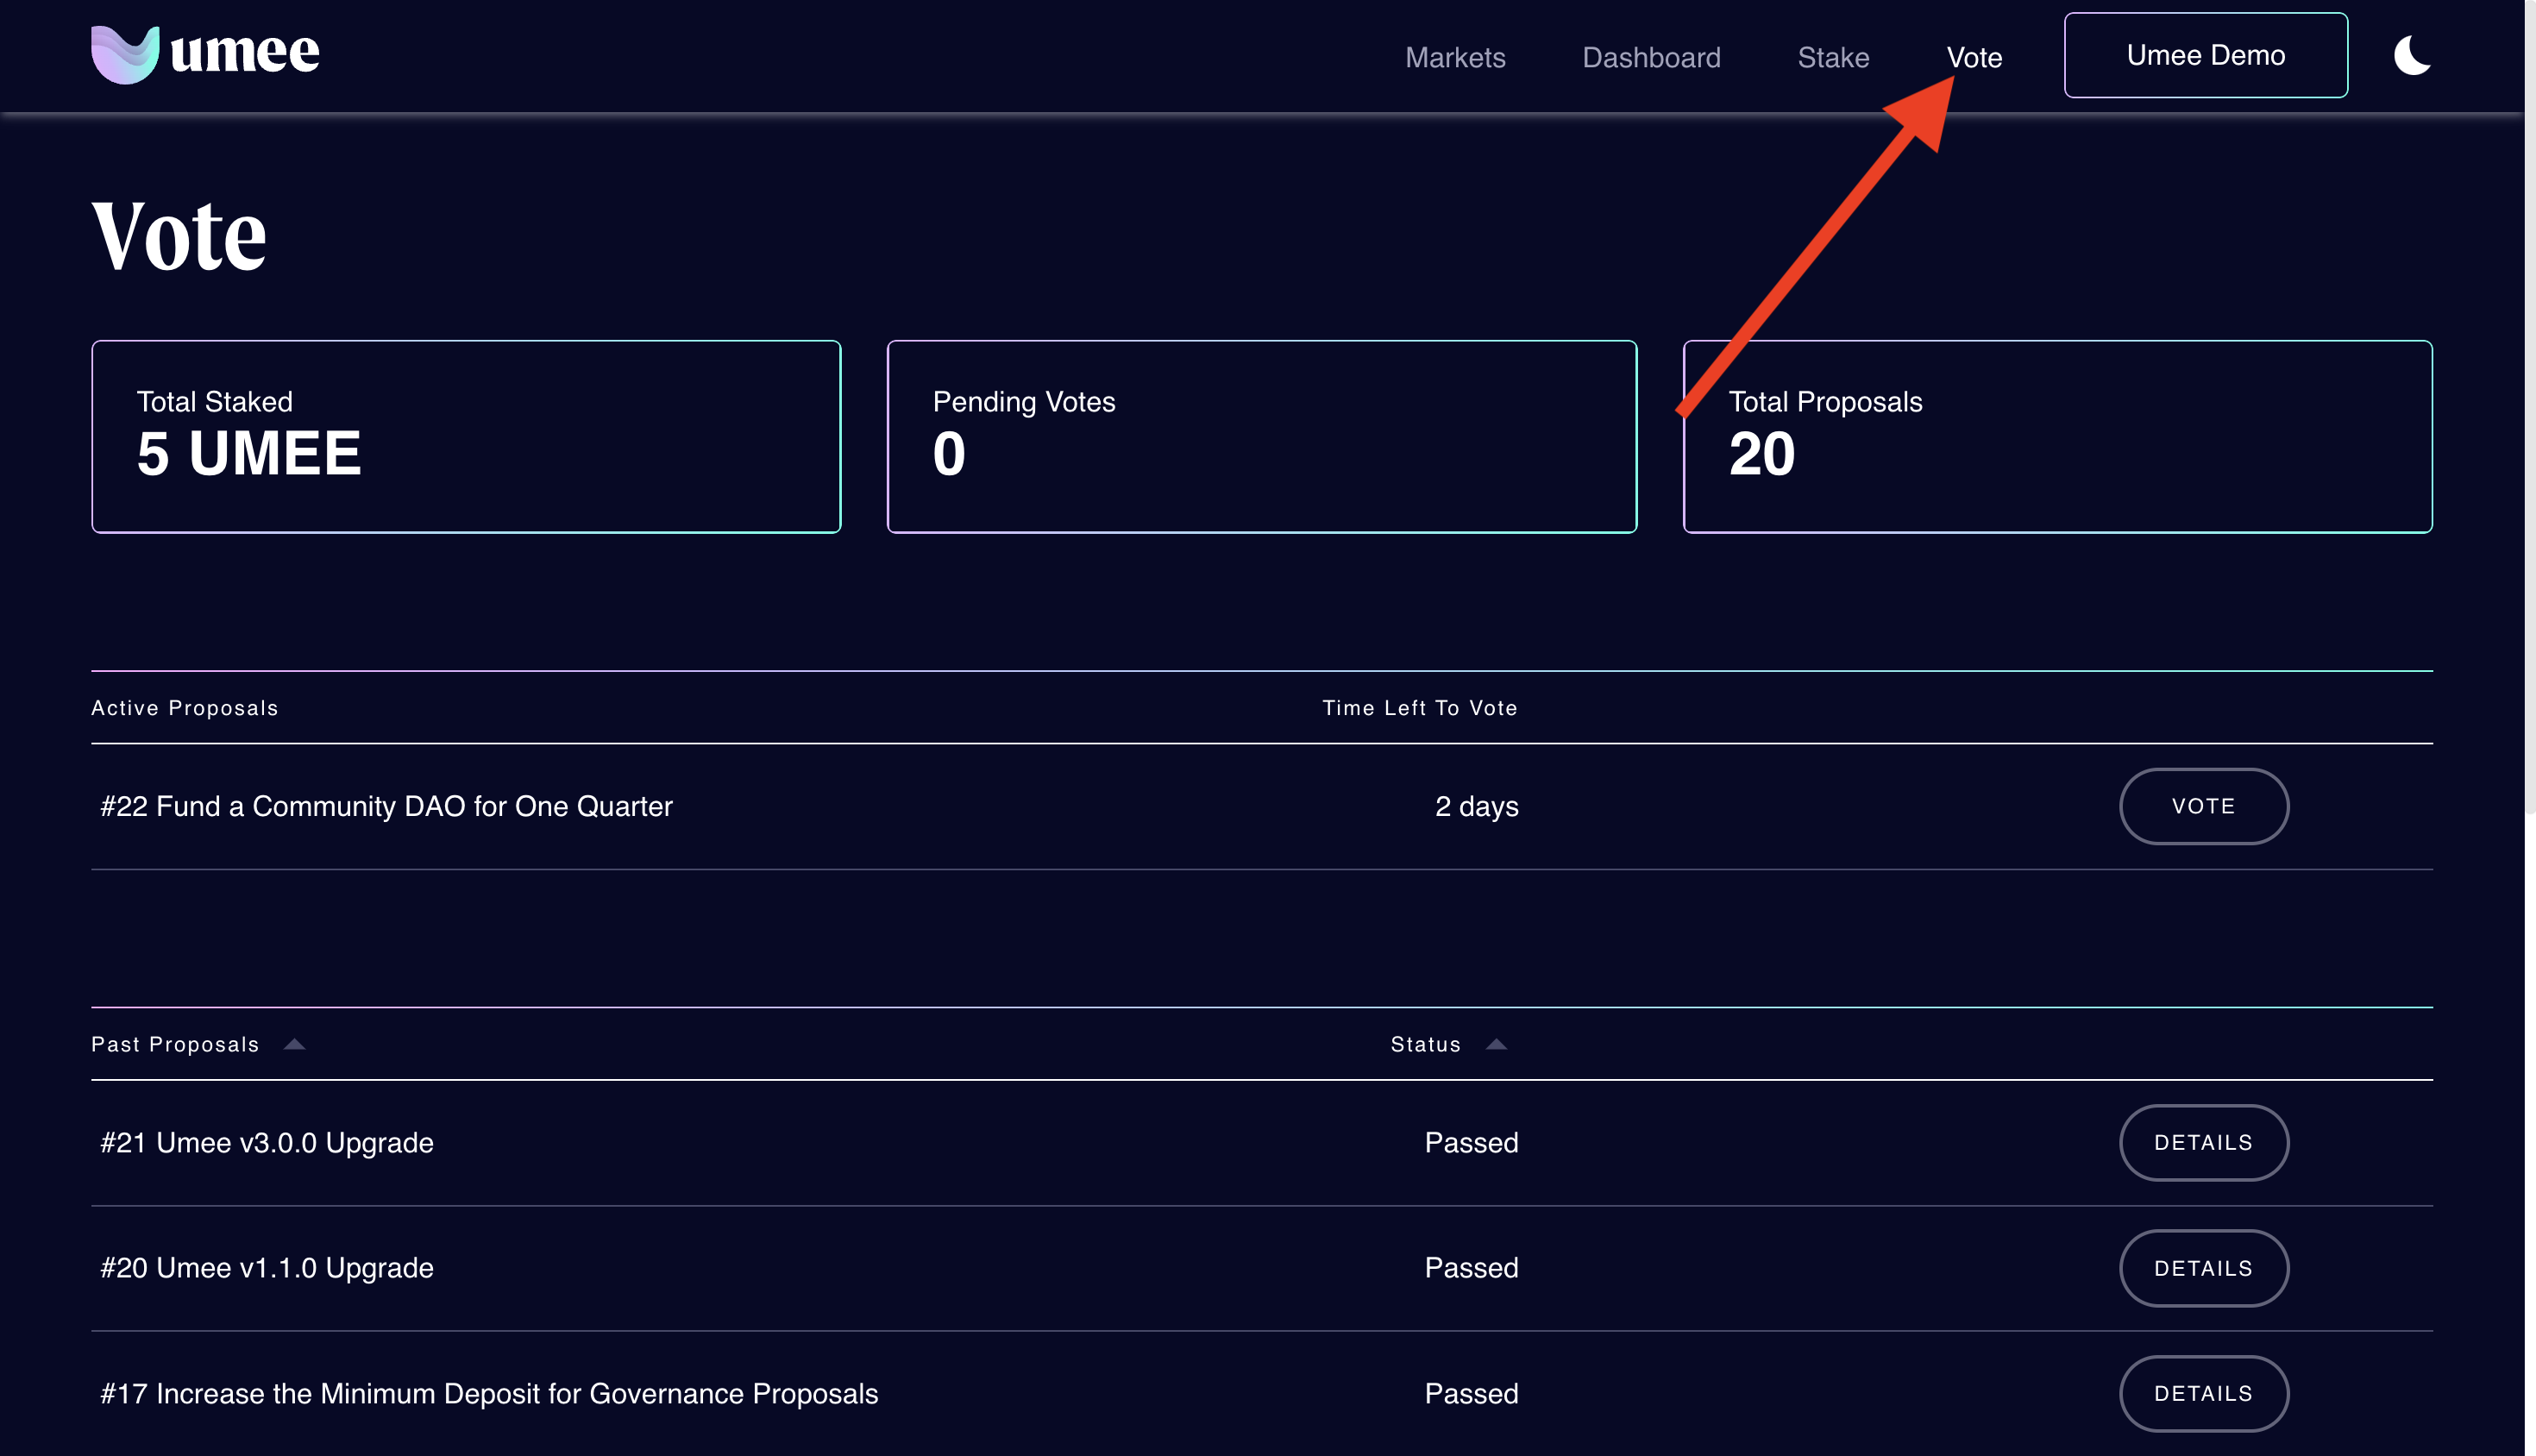 umee
Markets Dashboard Stake Vote Umee Demo
Vote
Total Staked
5 UMEE
Pending Votes
0
Total Proposals
20
Active Proposals Time Left To Vote
#22 Fund a Community DAO for One Quarter 2 days VOTE
Past Proposals Status
#21 Umee v3.0.0 Upgrade Passed DETAILS
#20 Umee v1.1.0 Upgrade Passed DETAILS
#17 Increase the Minimum Deposit for Governance Proposals Passed DETAILS